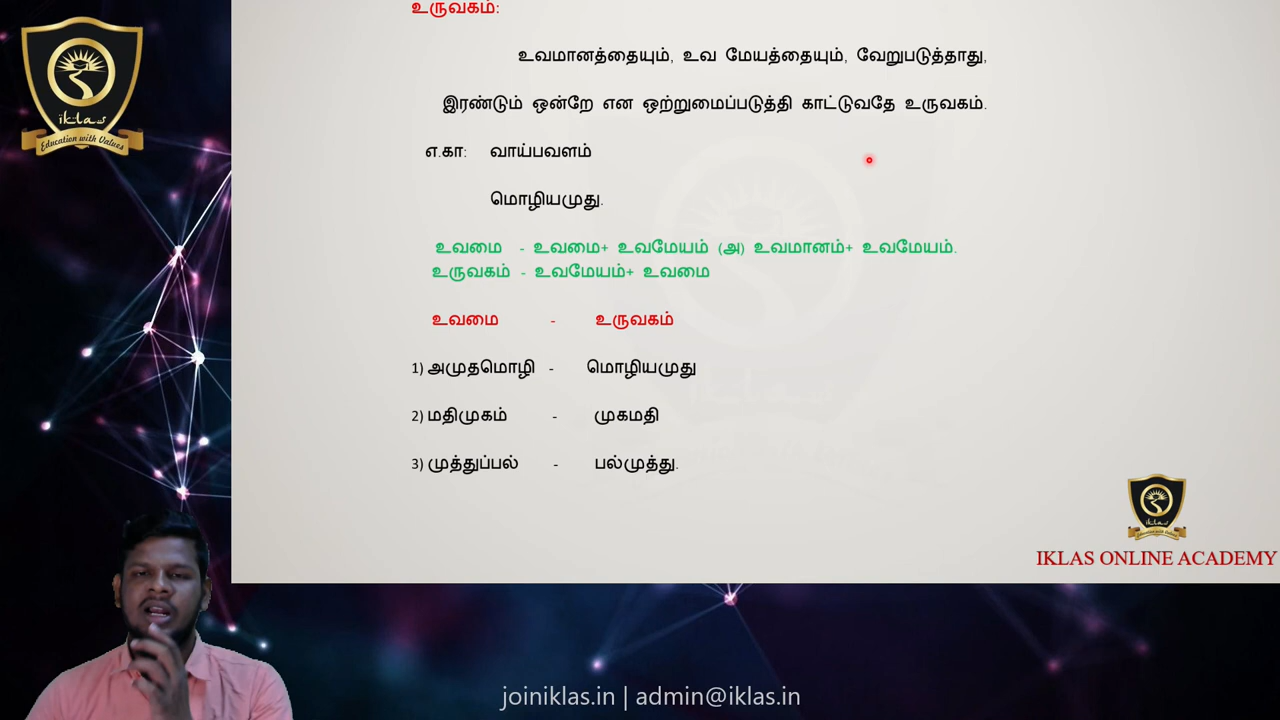 உருவகம்:
உவமானத்தையும், உவ மேயத்தையும், வேறுபடுத்தாது,
இரண்டும் ஒன்றே என ஒற்றுமைப்படுத்தி காட்டுவதே உருவகம்.
எ.கா: வாய்பவளம்
மொழியமுது.
உவமை - உவமை+ உவமேயம் (அ) உவமானம்+ உவமேயம்.
உருவகம் - உவமேயம்+ உவமை
உவமை - உருவகம்
1) அமுதமொழி - மொழியமுது
2) மதிமுகம் - முகமதி
3) முத்துப்பல் - பல்முத்து.
iklas
Education with Values
iklas
IKLAS ONLINE ACADEMY
joiniklas.in | admin@iklas.in